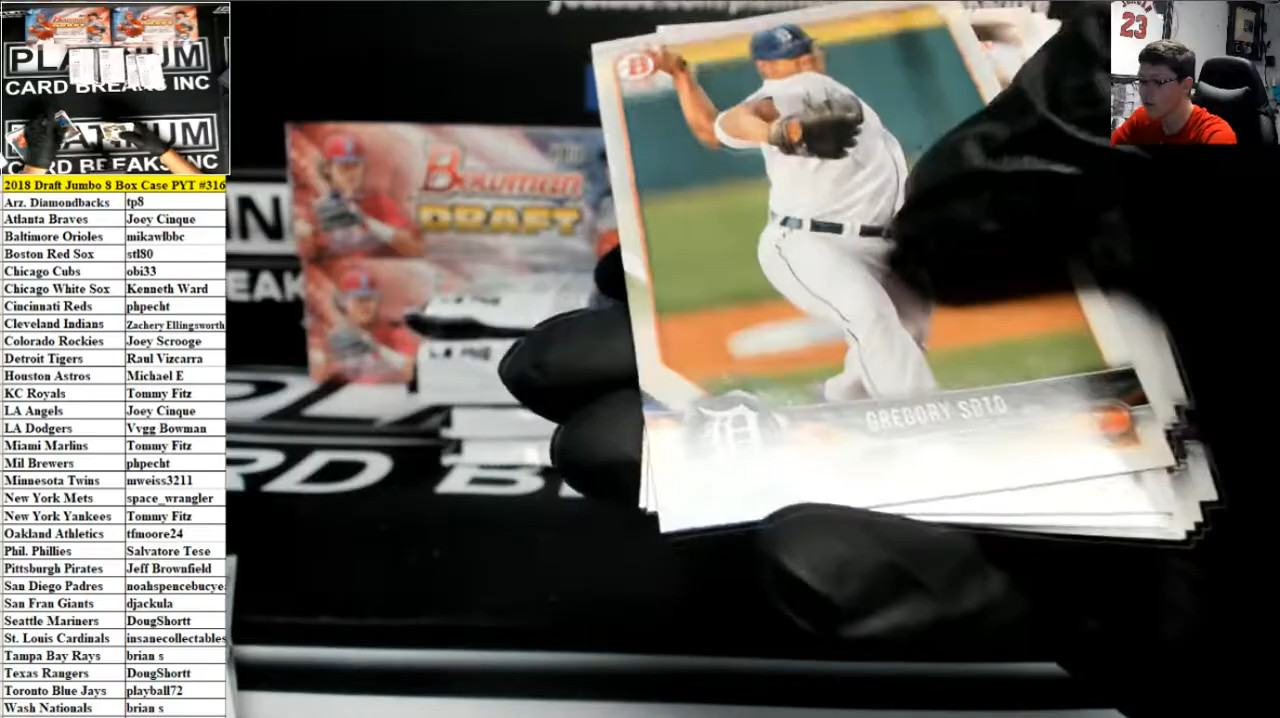 PLATINUM
CARD BREAKS INC
PLATINUM
CARD BREAKS INC
23
2018 Draft Jumbo 8 Box Case PYT #316
Arz. Diamondbacks tp8
Atlanta Braves Joey Cinque
Baltimore Orioles mikawlbbc
Boston Red Sox stl80
Chicago Cubs obi33
Chicago White Sox Kenneth Ward
Cincinnati Reds phpecht
Cleveland Indians Zachery Ellingsworth
Colorado Rockies Joey Scrooge
Detroit Tigers Raul Vizcarra
Houston Astros Michael E
KC Royals Tommy Fitz
LA Angels Joey Cinque
LA Dodgers Vvgg Bowman
Miami Marlins Tommy Fitz
Mil Brewers phpecht
Minnesota Twins mweiss3211
New York Mets space_wrangler
New York Yankees Tommy Fitz
Oakland Athletics tfmoore24
Phil. Phillies Salvatore Tese
Pittsburgh Pirates Jeff Brownfield
San Diego Padres noahspencebucye
San Fran Giants djackula
Seattle Mariners DougShortt
St. Louis Cardinals insanecollectables
Tampa Bay Rays brian s
Texas Rangers DougShortt
Toronto Blue Jays playball72
Wash Nationals brian s
Bowman
DRAFT
B
D
GREGORY SOTO
RD B